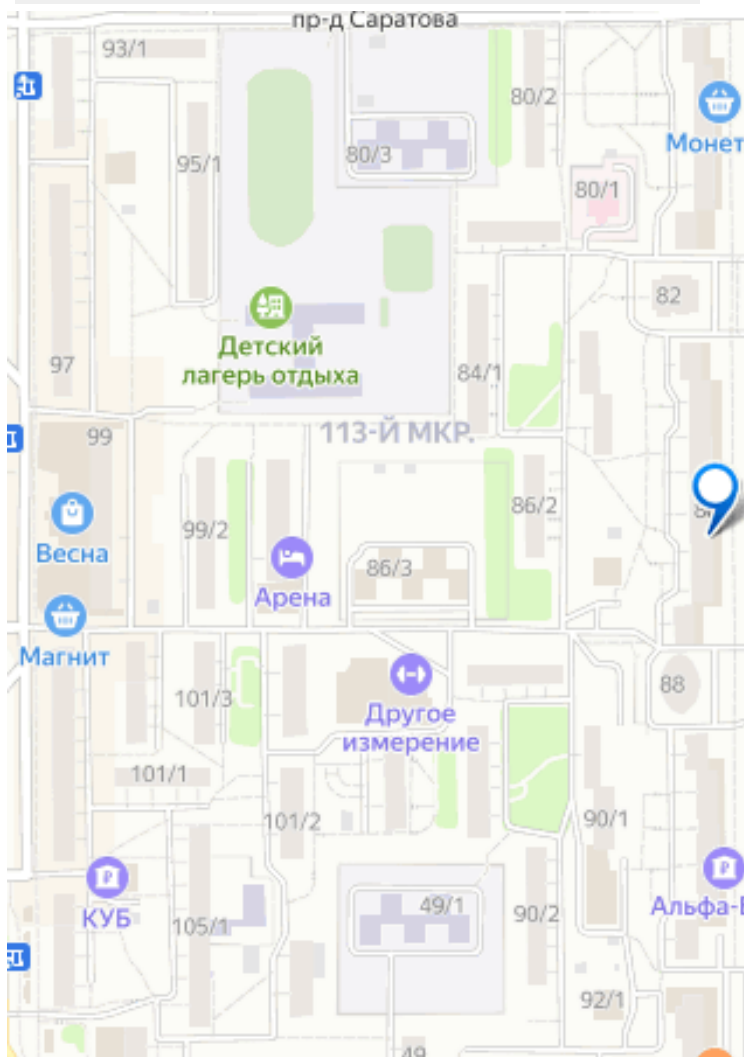 пр-д Саратова
93/1
80/2
Монет
95/1
80/3
80/1
82
Детский
лагерь отдыха
97
84/1
99
113-Й МКР.
99/2
86/2
Весна
Арена
86/3
Магнит
101/3
Другое
измерение
88
101/1
101/2
90/1
КУБ
105/1
49/1
90/2
Альфа-Б
92/1
49